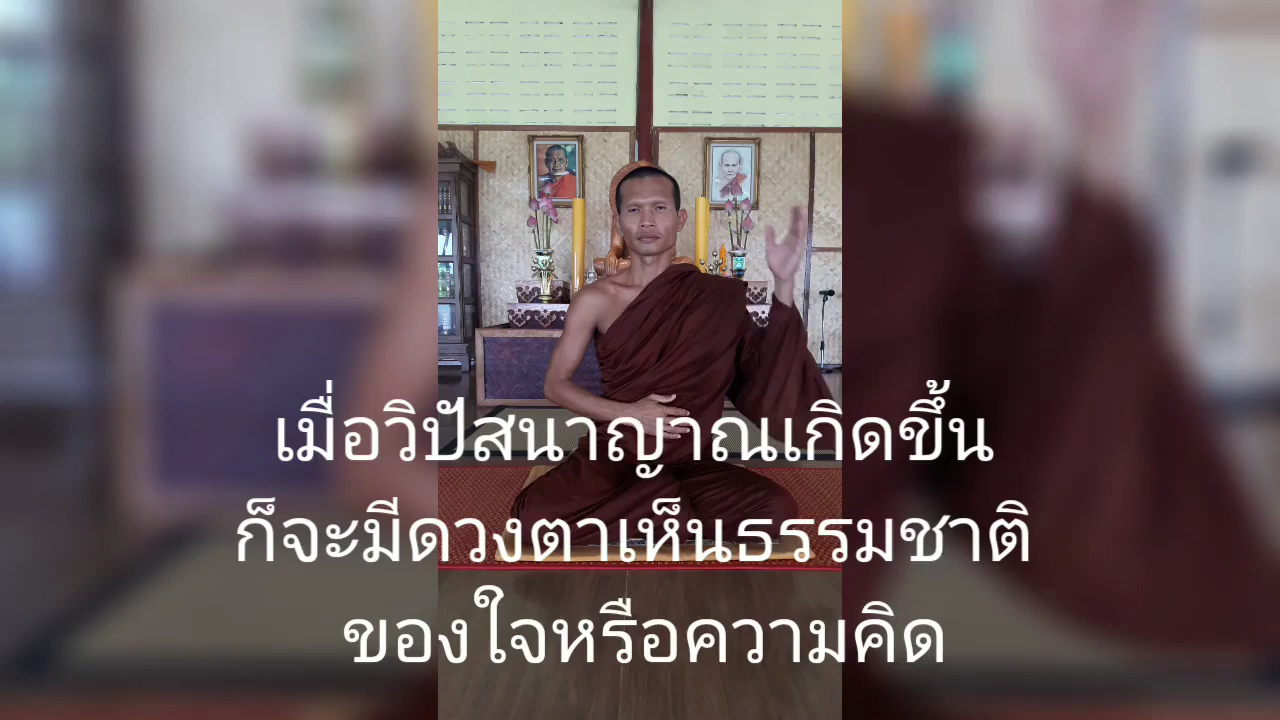 เมื่อวิปัสนาญาณเกิดขึ้น
ก็จะมีดวงตาเห็นธรรมชาติ
ของใจหรือความคิด